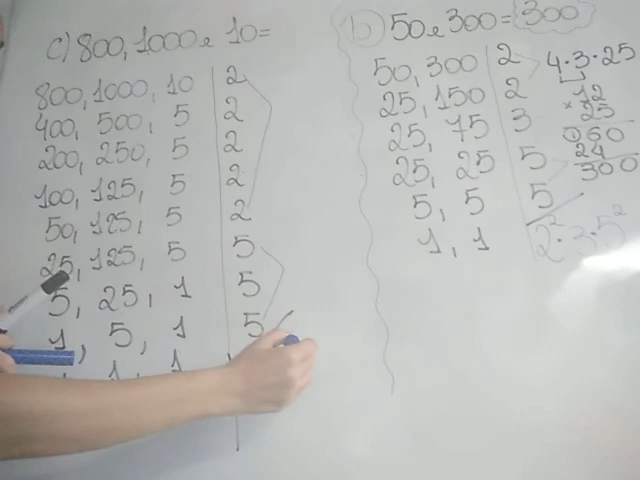 c) 800, 1000 e 10=
800, 1000, 10 | 2
400, 500, 5 | 2
200, 250, 5 | 2
100, 125, 5 | 2
50, 125, 5 | 2
25, 125, 5 | 5
5, 25, 1 | 5
1, 5, 1 | 5
1, 1
b) 50 e 300 = 300
50, 300 | 2
25, 150 | 2
25, 75 | 3
25, 25 | 5
5, 5 | 5
1, 1 | 2²·3·5²
4·3·25
12
×25
060
24
300